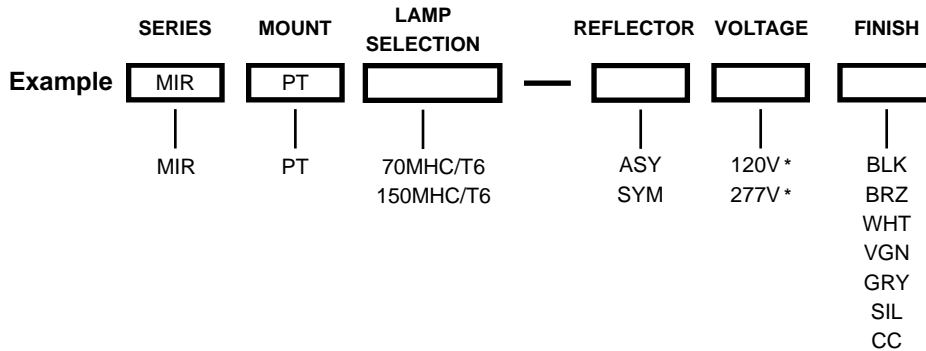 SERIES MOUNT LAMP SELECTION REFLECTOR VOLTAGE FINISH
Example MIR PT —
MIR PT 70MHC/T6 ASY 120V* BLK
150MHC/T6 SYM 277V* BRZ
WHT
VGN
GRY
SIL
CC